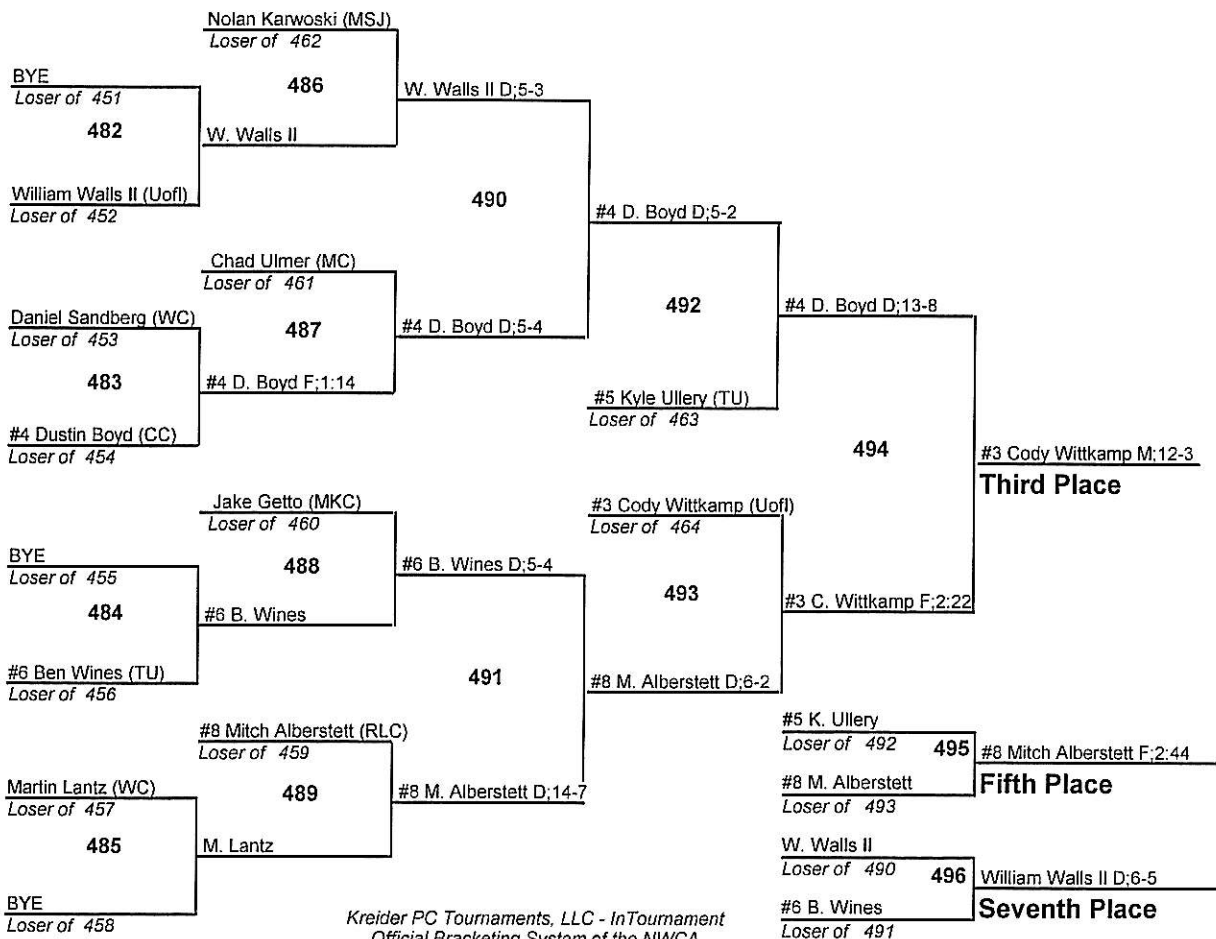 Nolan Karwoski (MSJ)
Loser of 462
BYE
Loser of 451
486
W. Walls II D;5-3
482
W. Walls II
William Walls II (UofI)
Loser of 452
490
#4 D. Boyd D;5-2
Chad Ulmer (MC)
Loser of 461
Daniel Sandberg (WC)
Loser of 453
487
#4 D. Boyd D;5-4
492
#4 D. Boyd D;13-8
483
#4 D. Boyd F;1:14
#5 Kyle Ullery (TU)
Loser of 463
#4 Dustin Boyd (CC)
Loser of 454
494
#3 Cody Wittkamp M;12-3
Third Place
Jake Getto (MKC)
Loser of 460
#3 Cody Wittkamp (UofI)
Loser of 464
BYE
Loser of 455
488
#6 B. Wines D;5-4
493
#3 C. Wittkamp F;2:22
484
#6 B. Wines
#6 Ben Wines (TU)
Loser of 456
491
#8 M. Alberstett D;6-2
#8 Mitch Alberstett (RLC)
Loser of 459
#5 K. Ullery
Loser of 492
495
#8 Mitch Alberstett F;2:44
Fifth Place
#8 M. Alberstett
Loser of 493
Martin Lantz (WC)
Loser of 457
489
#8 M. Alberstett D;14-7
485
M. Lantz
W. Walls II
Loser of 490
496
William Walls II D;6-5
Seventh Place
#6 B. Wines
Loser of 491
BYE
Loser of 458
Kreider PC Tournaments, LLC - InTournament
Official Bracketing System of the NWCA